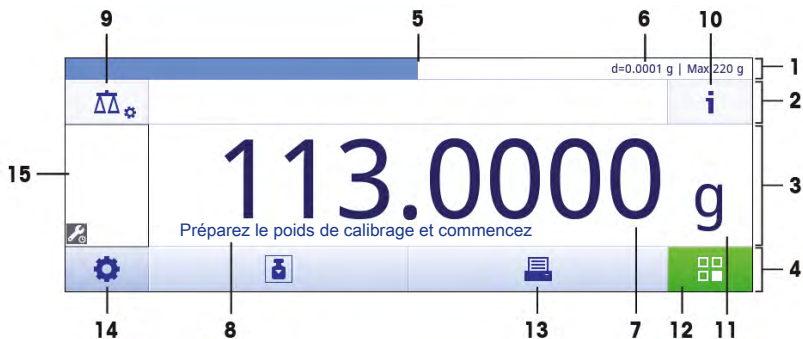 9 5 6 10
d=0.0001 g | Max 220 g
1
2
i
15
113.0000 g
3
Préparez le poids de calibrage et commencez
4
14 8 13 7 12 11